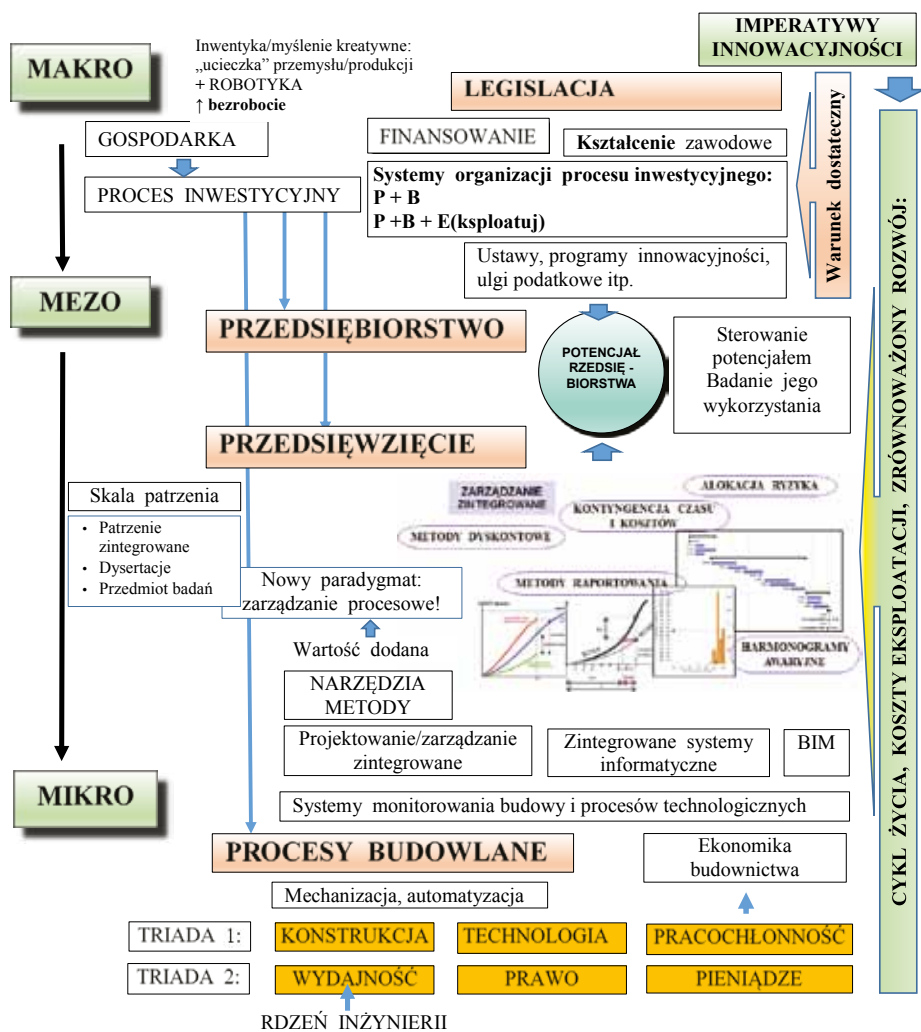 IMPERATYWY
INNOWACYJNOŚCI
MAKRO
Inwentyka/myślenie kreatywne:
„ucieczka” przemysłu/produkcji
+ ROBOTYKA
↑ bezrobocie
LEGISLACJA
GOSPODARKA
FINANSOWANIE
Kształcenie zawodowe
PROCES INWESTYCYJNY
Systemy organizacji procesu inwestycyjnego:
P + B
P +B + E(ksploatuj)
Warunek dostateczny
Ustawy, programy innowacyjności,
ulgi podatkowe itp.
MEZO
PRZEDSIĘBIORSTWO
POTENCJAŁ
RZEDSIĘ -
BIORSTWA
Sterowanie
potencjałem
Badanie jego
wykorzystania
PRZEDSIĘWZIĘCIE
Skala patrzenia
• Patrzenie
zintegrowane
• Dysertacje
• Przedmiot badań
ZARZĄDZANIE
ZINTEGROWANE
ALOKACJA RYZYKA
KONTYNGENCJA CZASU
I KOSZTÓW
METODY DYSKONTOWE
METODY RAPORTOWANIA
HARMONOGRAMY
AWARYJNE
Nowy paradygmat:
zarządzanie procesowe!
Wartość dodana
NARZĘDZIA
METODY
Projektowanie/zarządzanie
zintegrowane
Zintegrowane systemy
informatyczne
BIM
MIKRO
Systemy monitorowania budowy i procesów technologicznych
PROCESY BUDOWLANE
Ekonomika
budownictwa
Mechanizacja, automatyzacja
TRIADA 1:
KONSTRUKCJA
TECHNOLOGIA
PRACOCHŁONNOŚĆ
TRIADA 2:
WYDAJNOŚĆ
PRAWO
PIENIĄDZE
RDZEŃ INŻYNIERII
CYKL ŻYCIA, KOSZTY EKSPLOATACJI, ZRÓWNOWAŻONY ROZWÓJ: